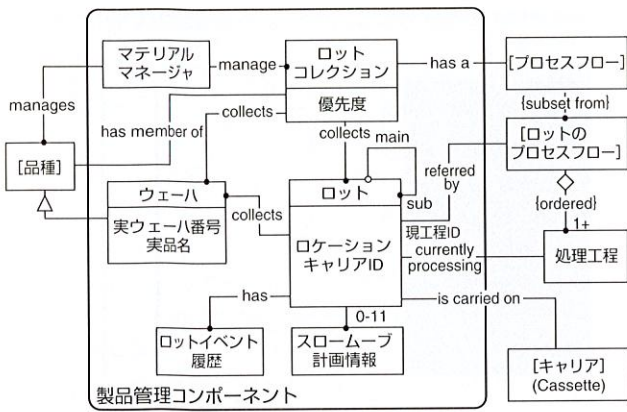 マテリアル
マネージャ
manage
ロット
コレクション
優先度
has a
[プロセスフロー]
manages
has member of
collects
collects
main
{subset from}
[品種]
[ロットの
プロセスフロー]
referred
by
ウェーハ
実ウェーハ番号
実品名
collects
ロット
sub
ロケーション
キャリアID
現工程ID
currently
processing
{ordered}
1+
処理工程
has
is carried on
0-11
ロットイベント
履歴
スロームーブ
計画情報
[キャリア]
(Cassette)
製品管理コンポーネント